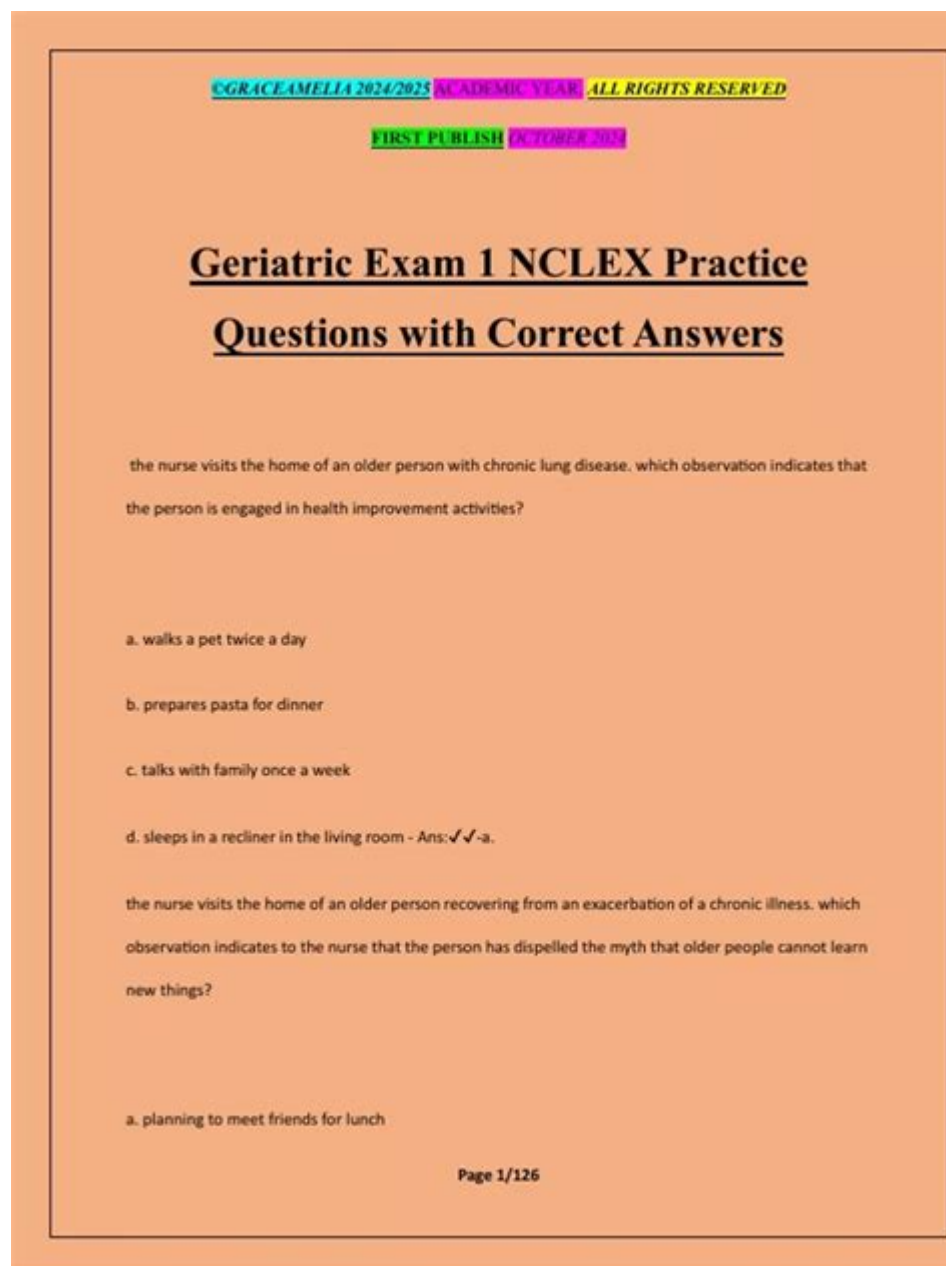 ©GRACEAMELIA 2024/2025 ACADEMIC YEAR. ALL RIGHTS RESERVED
FIRST PUBLISH OCTOBER 2024
Geriatric Exam 1 NCLEX Practice
Questions with Correct Answers
the nurse visits the home of an older person with chronic lung disease. which observation indicates that
the person is engaged in health improvement activities?
a. walks a pet twice a day
b. prepares pasta for dinner
c. talks with family once a week
d. sleeps in a recliner in the living room - Ans:✓✓-a.
the nurse visits the home of an older person recovering from an exacerbation of a chronic illness. which
observation indicates to the nurse that the person has dispelled the myth that older people cannot learn
new things?
a. planning to meet friends for lunch
Page 1/126